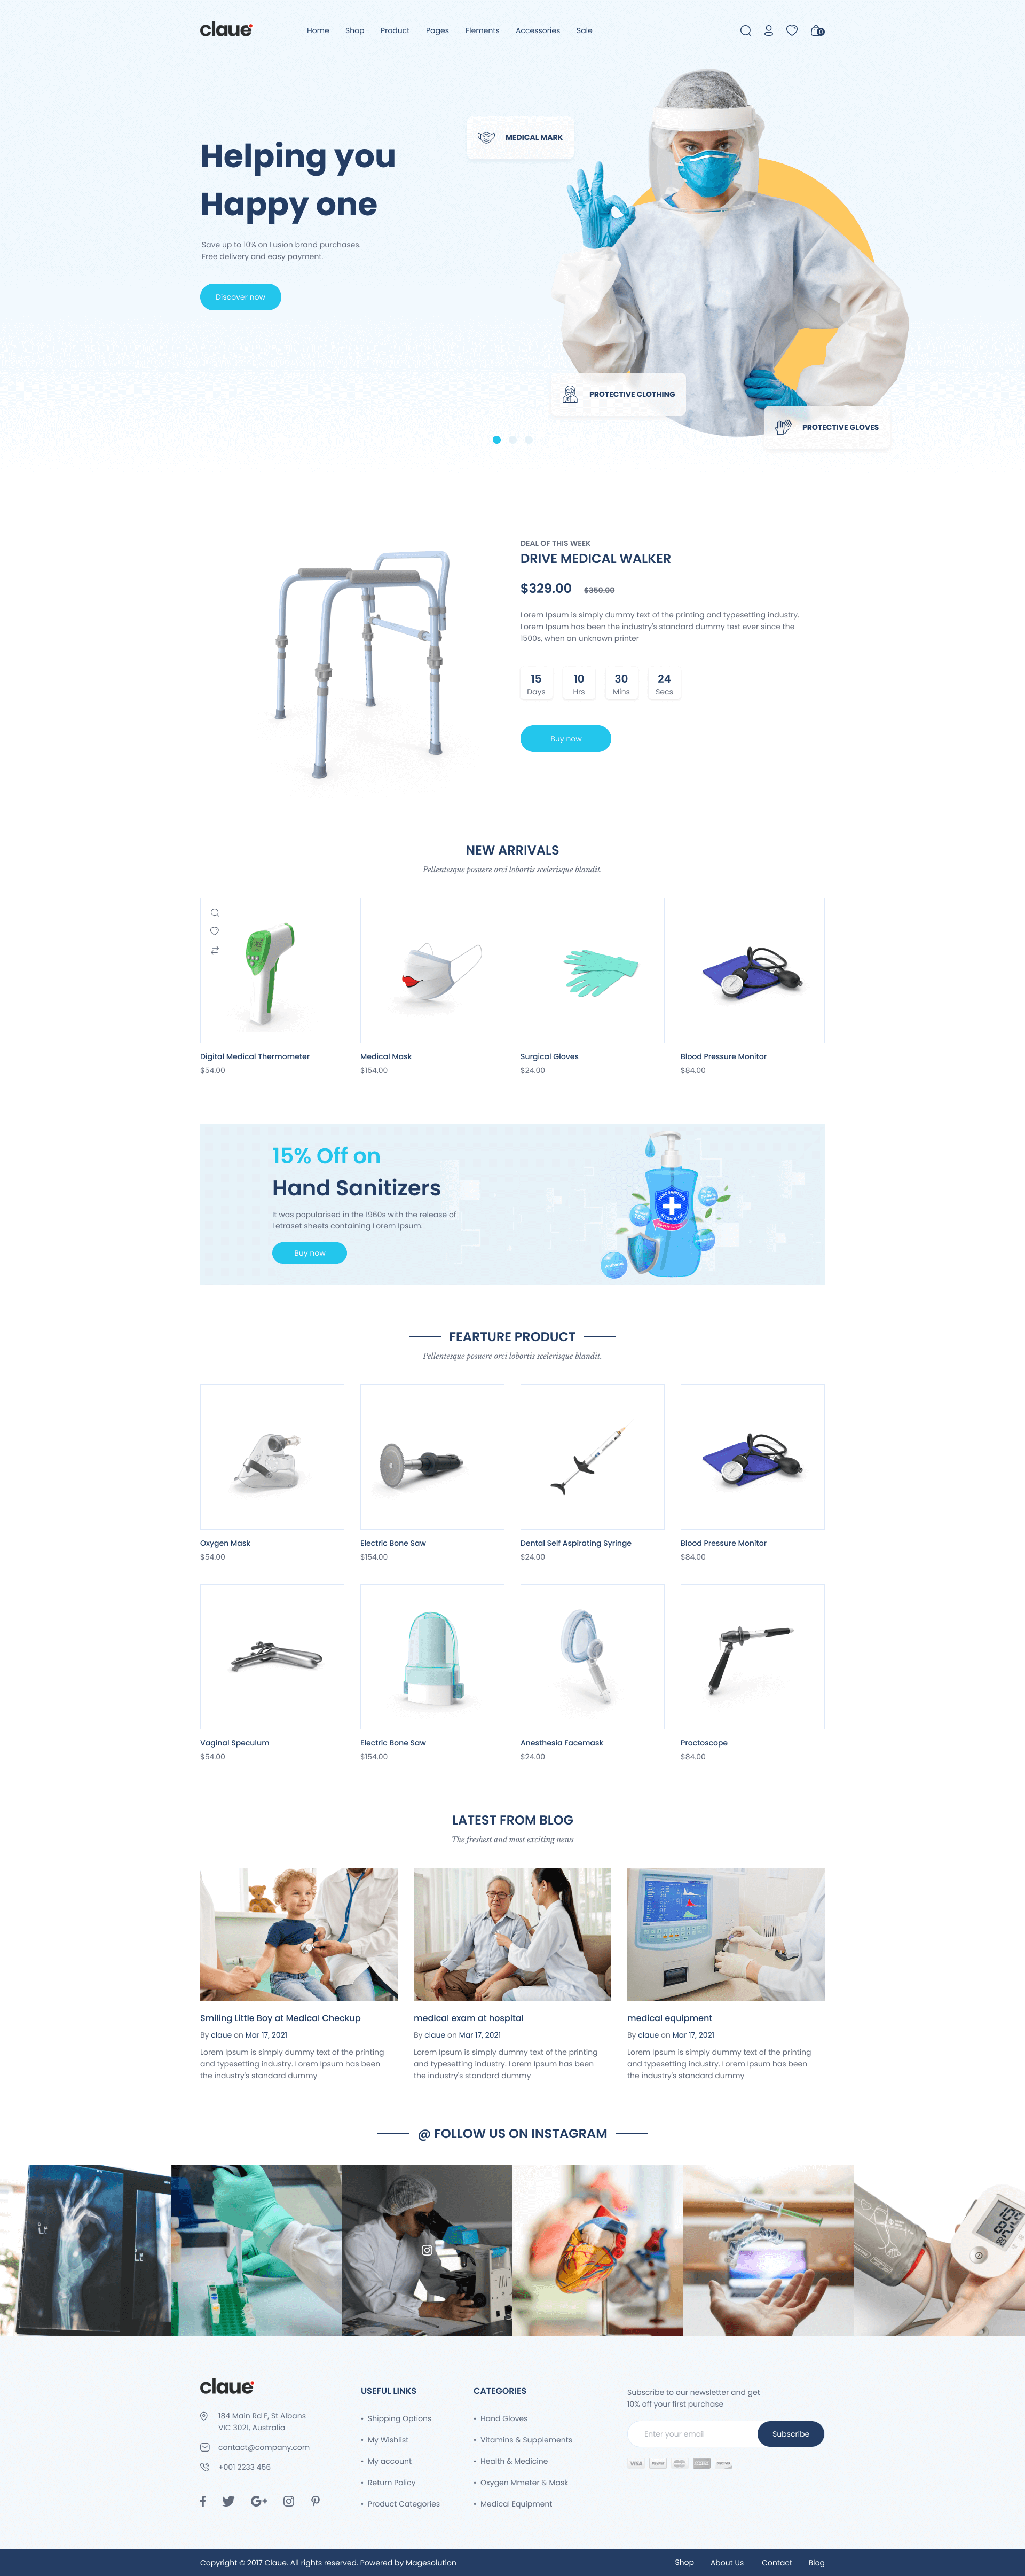 claue
Home Shop Product Pages Elements Accessories Sale
0
MEDICAL MARK
Helping you
Happy one
Save up to 10% on Lusion brand purchases.
Free delivery and easy payment.
Discover now
PROTECTIVE CLOTHING
PROTECTIVE GLOVES
DEAL OF THIS WEEK
DRIVE MEDICAL WALKER
$329.00 $350.00
Lorem Ipsum is simply dummy text of the printing and typesetting industry.
Lorem Ipsum has been the industry's standard dummy text ever since the
1500s, when an unknown printer
15 10 30 24
Days Hrs Mins Secs
Buy now
NEW ARRIVALS
Pellentesque posuere orci lobortis scelerisque blandit.
Digital Medical Thermometer Medical Mask Surgical Gloves Blood Pressure Monitor
$54.00 $154.00 $24.00 $84.00
15% Off on
Hand Sanitizers
It was popularised in the 1960s with the release of
Letraset sheets containing Lorem Ipsum.
Buy now
HAND SANITIZER
ALCOHOL GEL
FEARTURE PRODUCT
Pellentesque posuere orci lobortis scelerisque blandit.
Oxygen Mask Electric Bone Saw Dental Self Aspirating Syringe Blood Pressure Monitor
$54.00 $154.00 $24.00 $84.00
Vaginal Speculum Electric Bone Saw Anesthesia Facemask Proctoscope
$54.00 $154.00 $24.00 $84.00
LATEST FROM BLOG
The freshest and most exciting news
Smiling Little Boy at Medical Checkup
By claue on Mar 17, 2021
Lorem Ipsum is simply dummy text of the printing
and typesetting industry. Lorem Ipsum has been
the industry's standard dummy
medical exam at hospital
By claue on Mar 17, 2021
Lorem Ipsum is simply dummy text of the printing
and typesetting industry. Lorem Ipsum has been
the industry's standard dummy
medical equipment
By claue on Mar 17, 2021
Lorem Ipsum is simply dummy text of the printing
and typesetting industry. Lorem Ipsum has been
the industry's standard dummy
@ FOLLOW US ON INSTAGRAM
claue
184 Main Rd E, St Albans
VIC 3021, Australia
contact@company.com
+001 2233 456
USEFUL LINKS
• Shipping Options
• My Wishlist
• My account
• Return Policy
• Product Categories
CATEGORIES
• Hand Gloves
• Vitamins & Supplements
• Health & Medicine
• Oxygen Mmeter & Mask
• Medical Equipment
Subscribe to our newsletter and get
10% off your first purchase
Enter your email Subscribe
VISA PayPal
Copyright © 2017 Claue. All rights reserved. Powered by Magesolution
Shop About Us Contact Blog